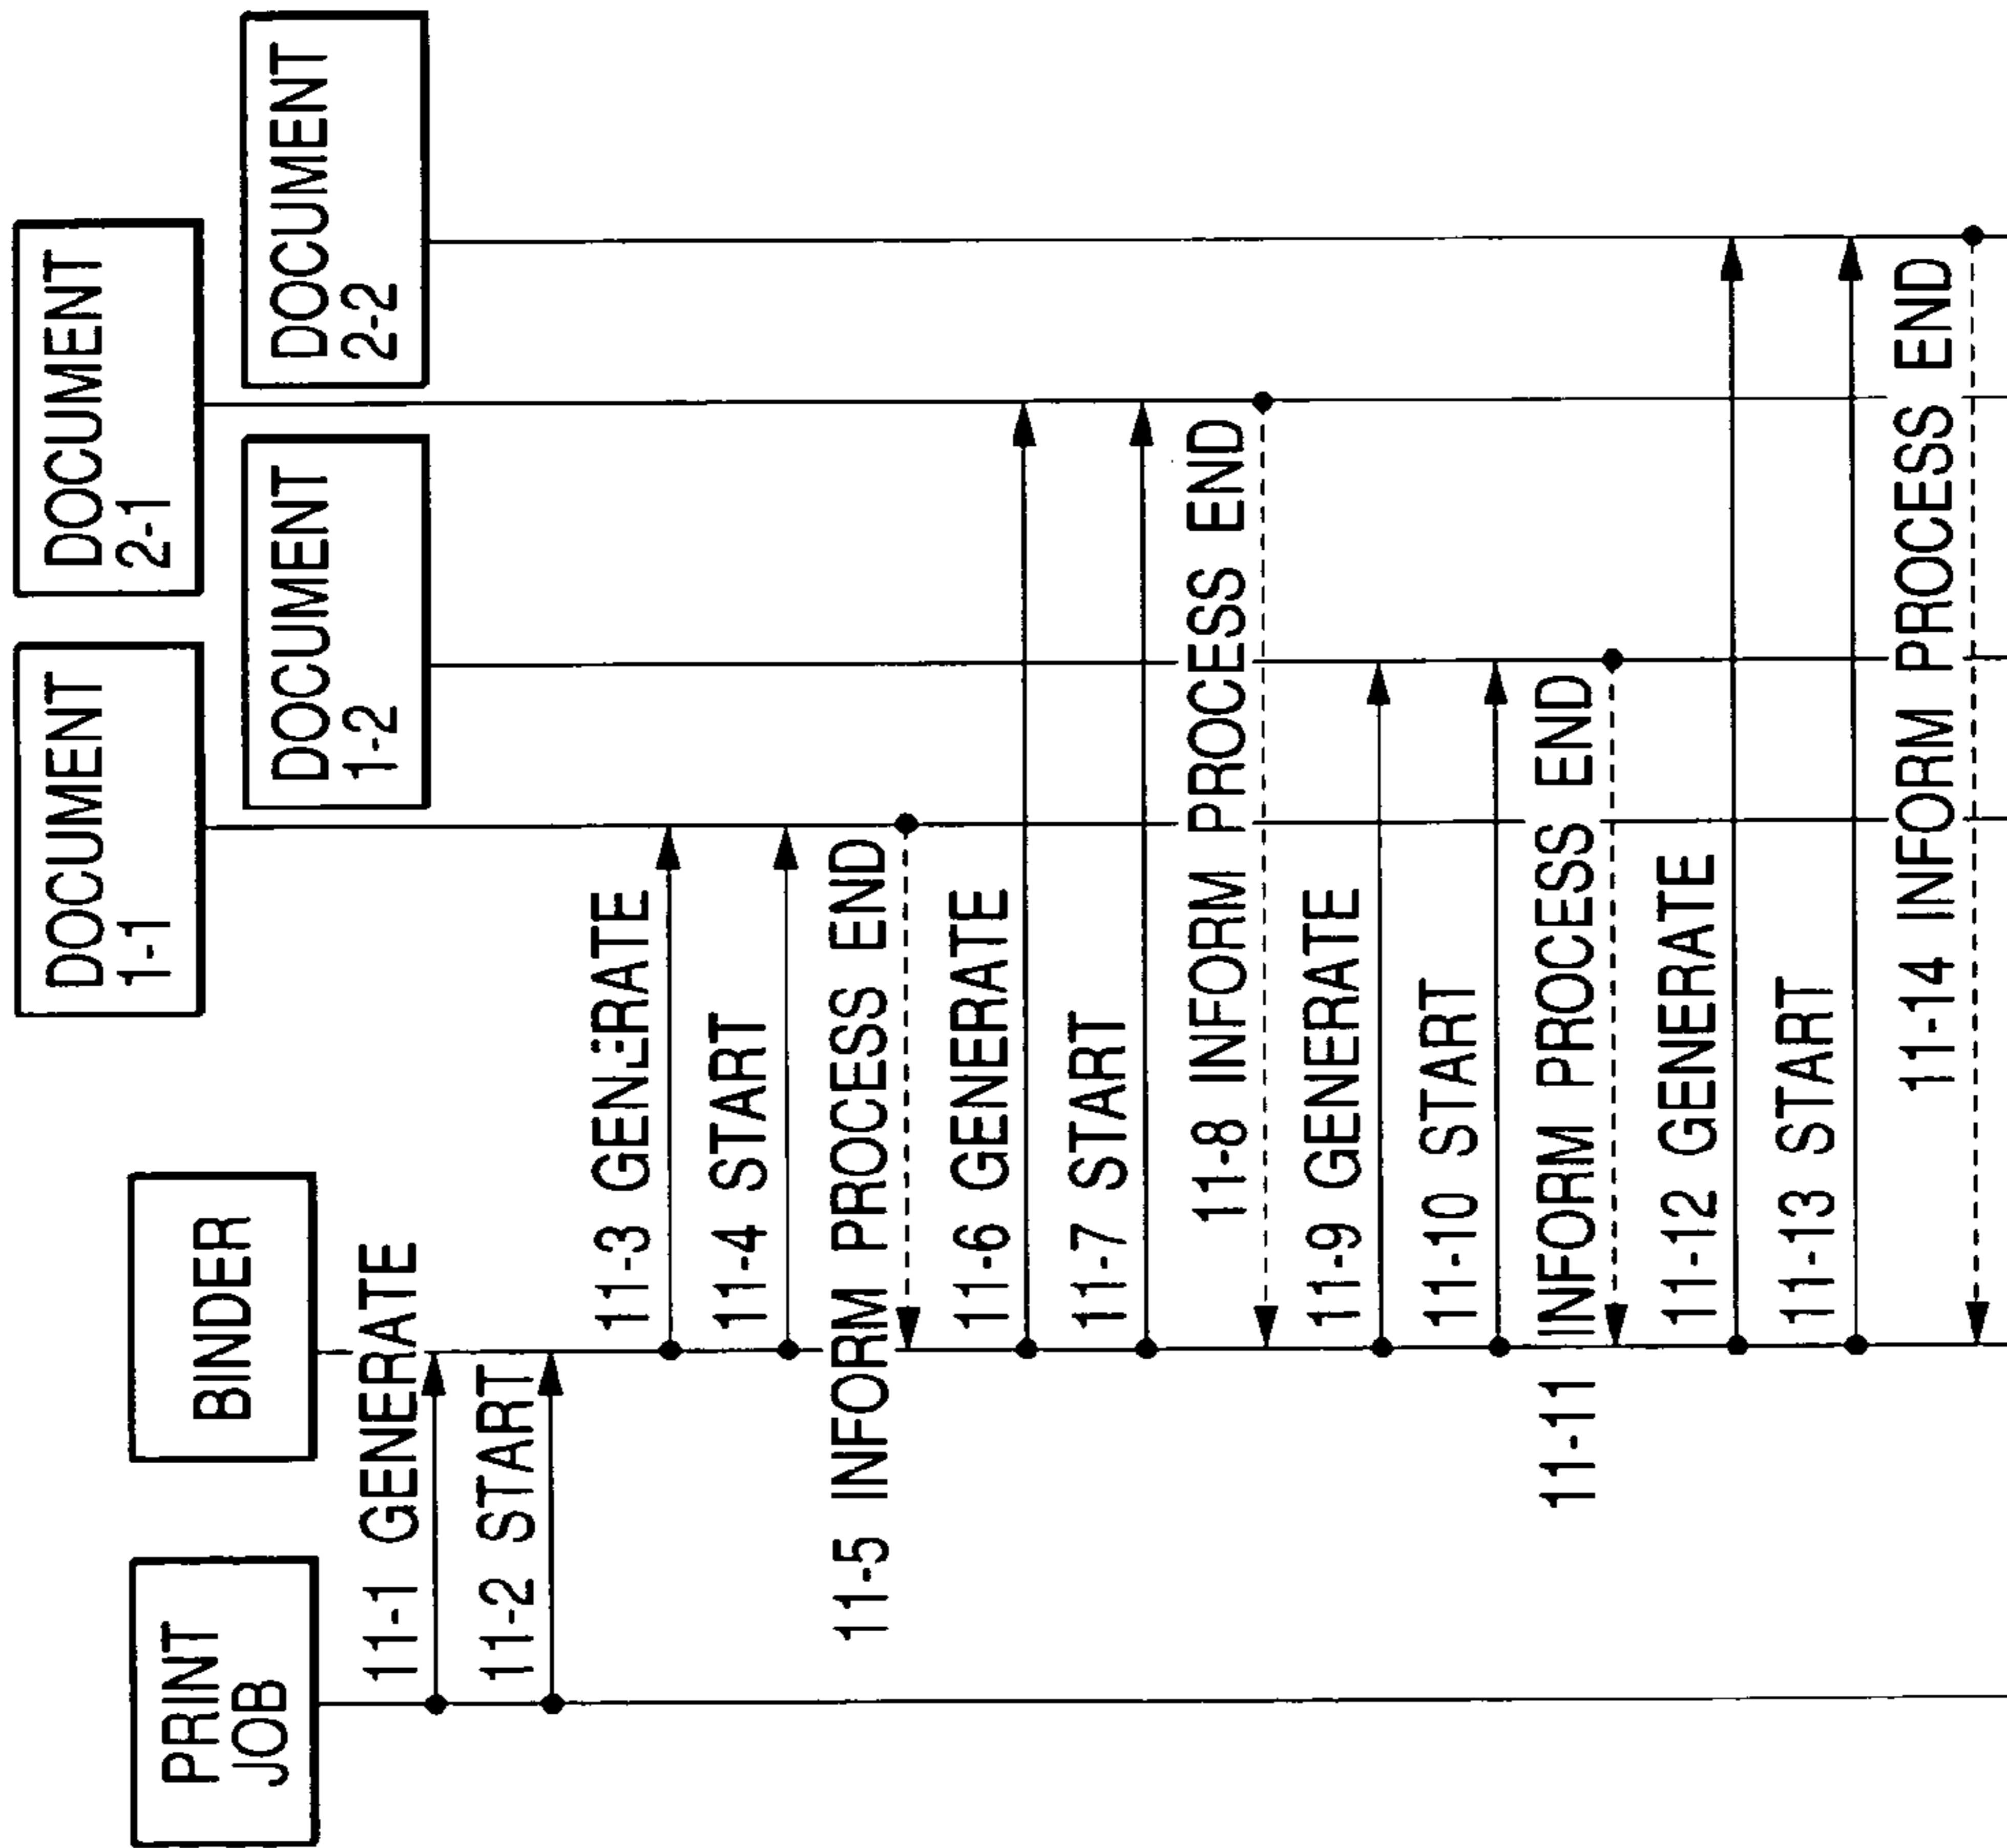 PRINT
JOB
BINDER
DOCUMENT
1-1
DOCUMENT
2-1
DOCUMENT
1-2
DOCUMENT
2-2
11-1 GENERATE
11-2 START
11-3 GENERATE
11-4 START
11-5 INFORM PROCESS END
11-6 GENERATE
11-7 START
11-8 INFORM PROCESS END
11-9 GENERATE
11-10 START
11-11 INFORM PROCESS END
11-12 GENERATE
11-13 START
11-14 INFORM PROCESS END